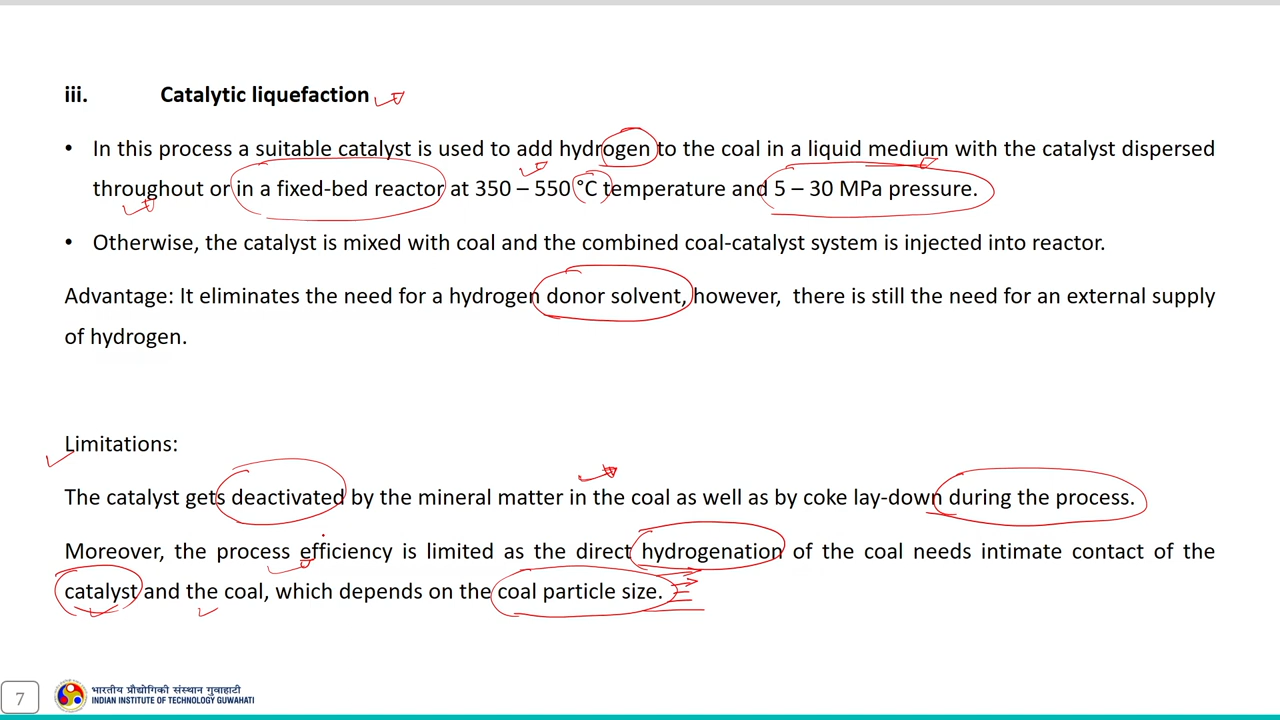 iii. Catalytic liquefaction
• In this process a suitable catalyst is used to add hydrogen to the coal in a liquid medium with the catalyst dispersed
throughout or in a fixed-bed reactor at 350 – 550 °C temperature and 5 – 30 MPa pressure.
• Otherwise, the catalyst is mixed with coal and the combined coal-catalyst system is injected into reactor.
Advantage: It eliminates the need for a hydrogen donor solvent, however, there is still the need for an external supply
of hydrogen.
Limitations:
The catalyst gets deactivated by the mineral matter in the coal as well as by coke lay-down during the process.
Moreover, the process efficiency is limited as the direct hydrogenation of the coal needs intimate contact of the
catalyst and the coal, which depends on the coal particle size.
7
भारतीय प्रौद्योगिकी संस्थान गुवाहाटी
INDIAN INSTITUTE OF TECHNOLOGY GUWAHATI